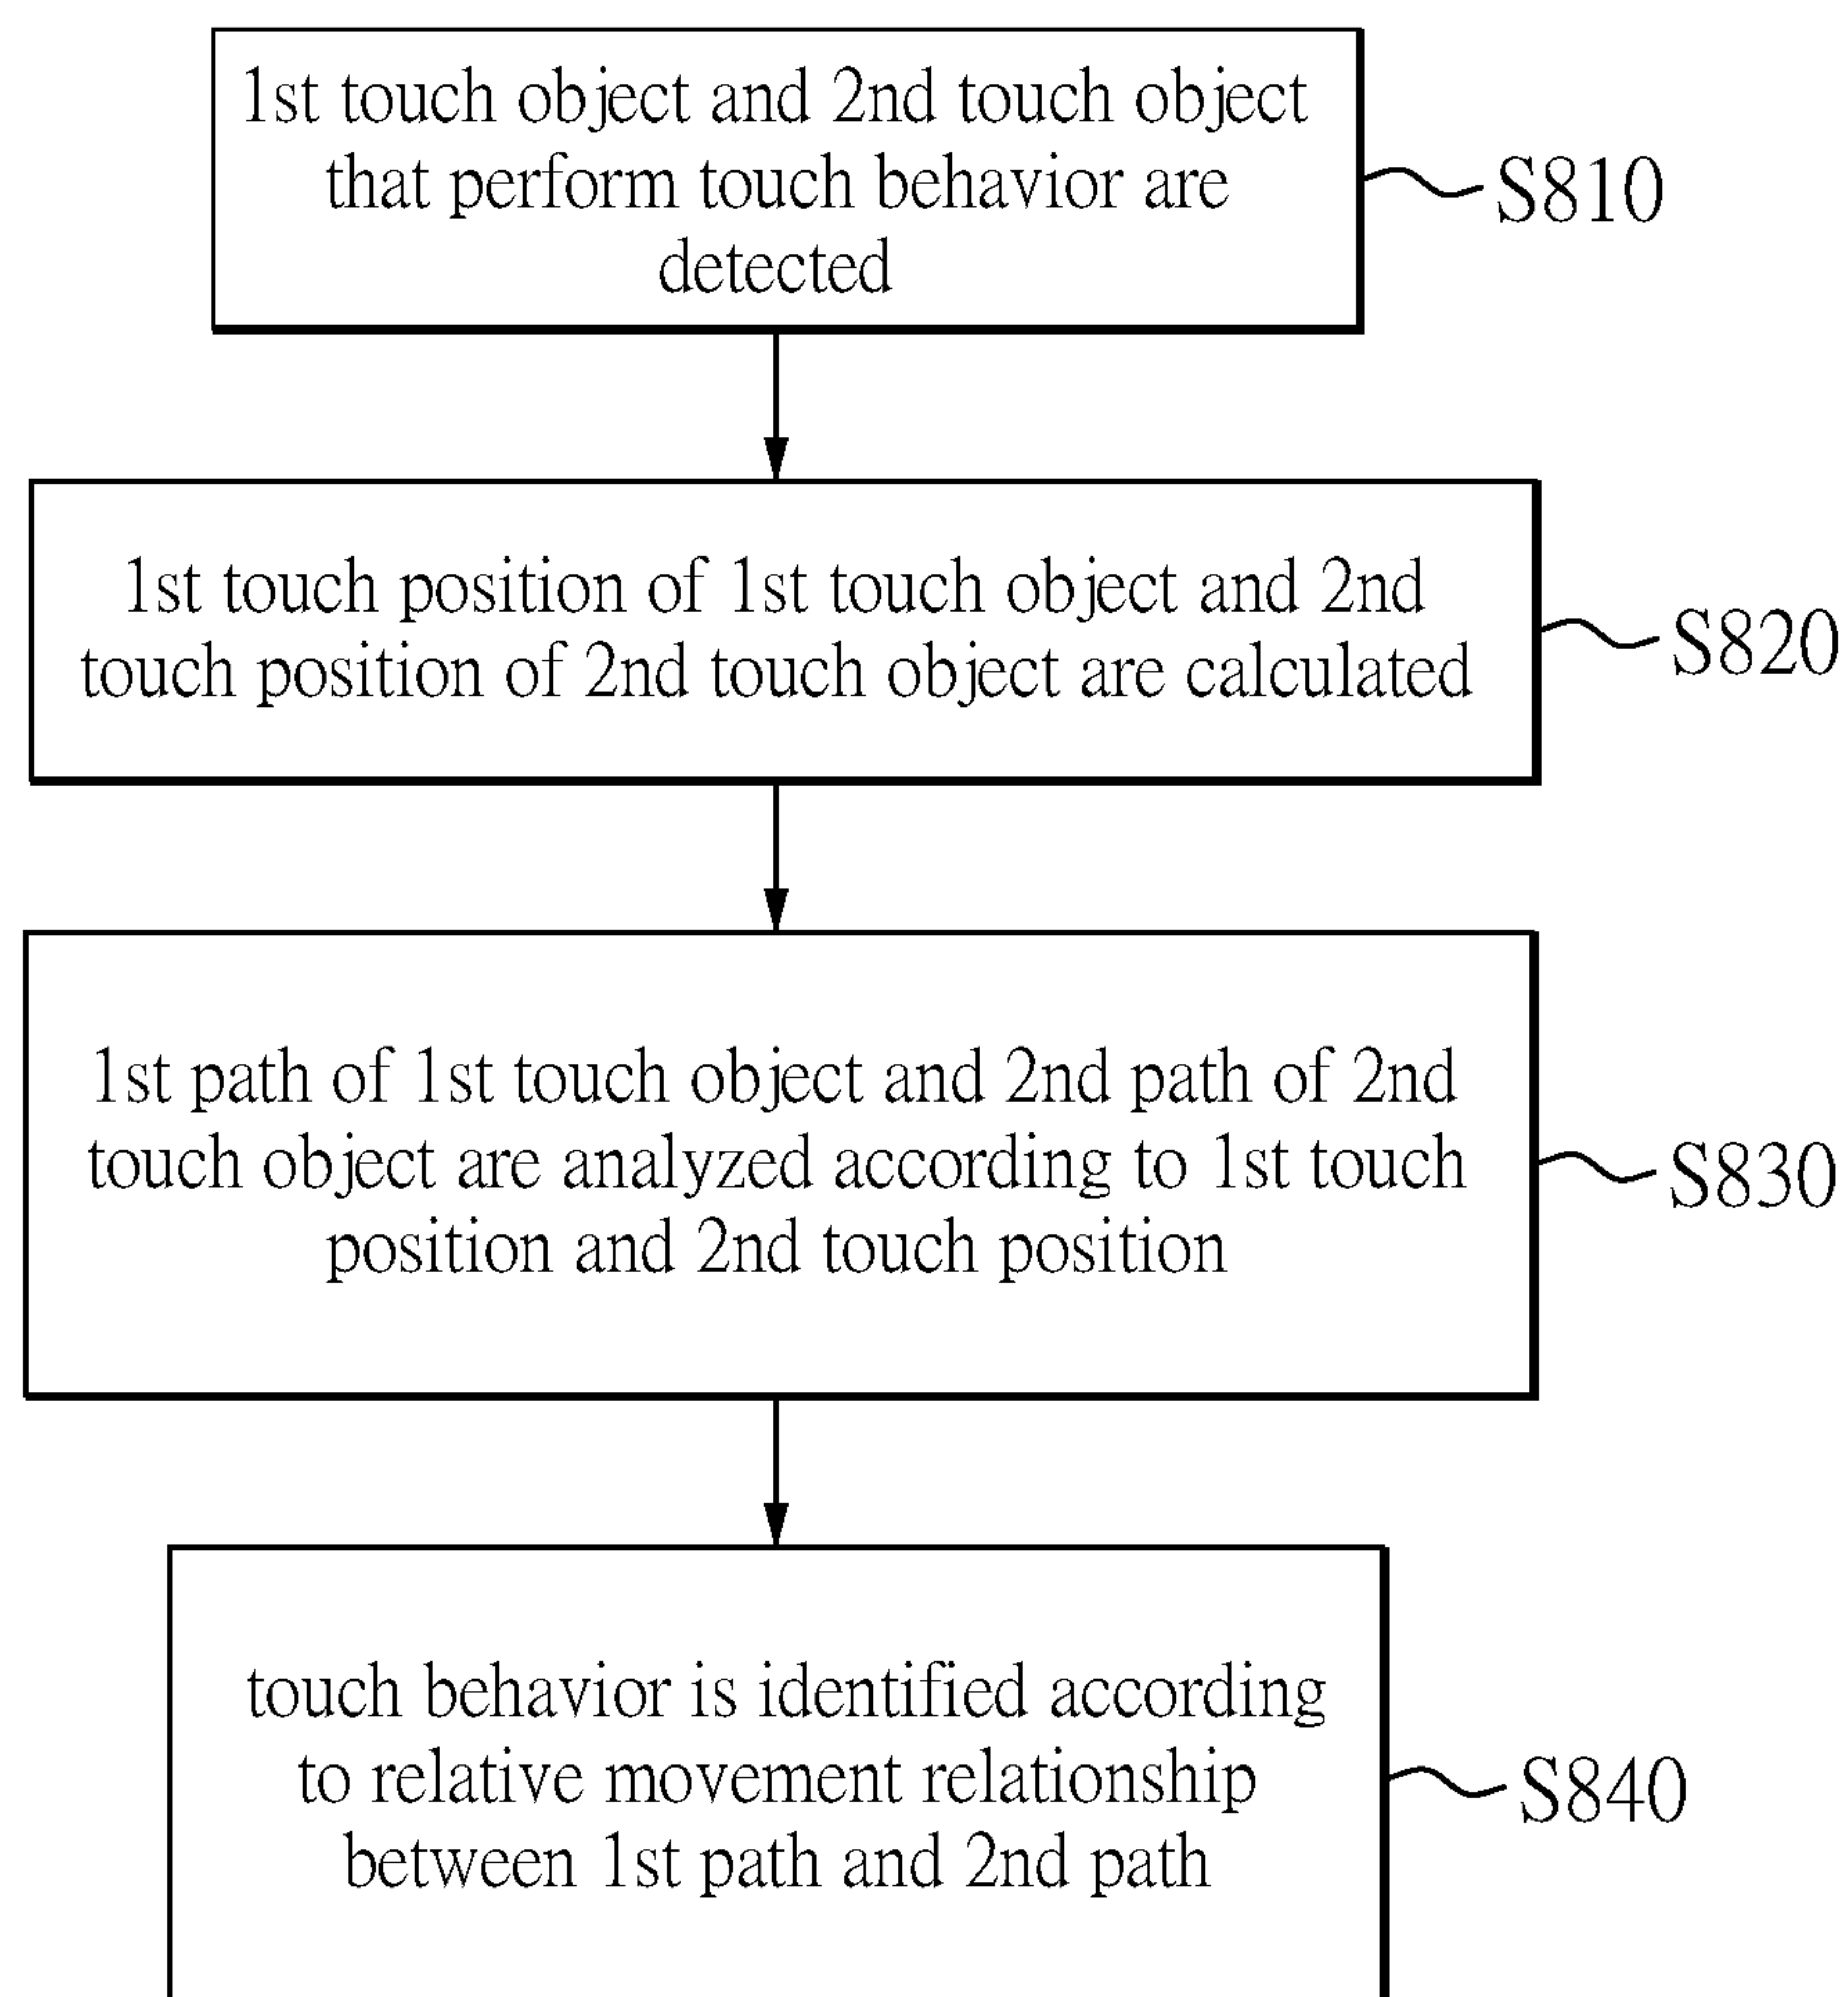 1st touch object and 2nd touch object
that perform touch behavior are
detected
S810
1st touch position of 1st touch object and 2nd
touch position of 2nd touch object are calculated
S820
1st path of 1st touch object and 2nd path of 2nd
touch object are analyzed according to 1st touch
position and 2nd touch position
S830
touch behavior is identified according
to relative movement relationship
between 1st path and 2nd path
S840